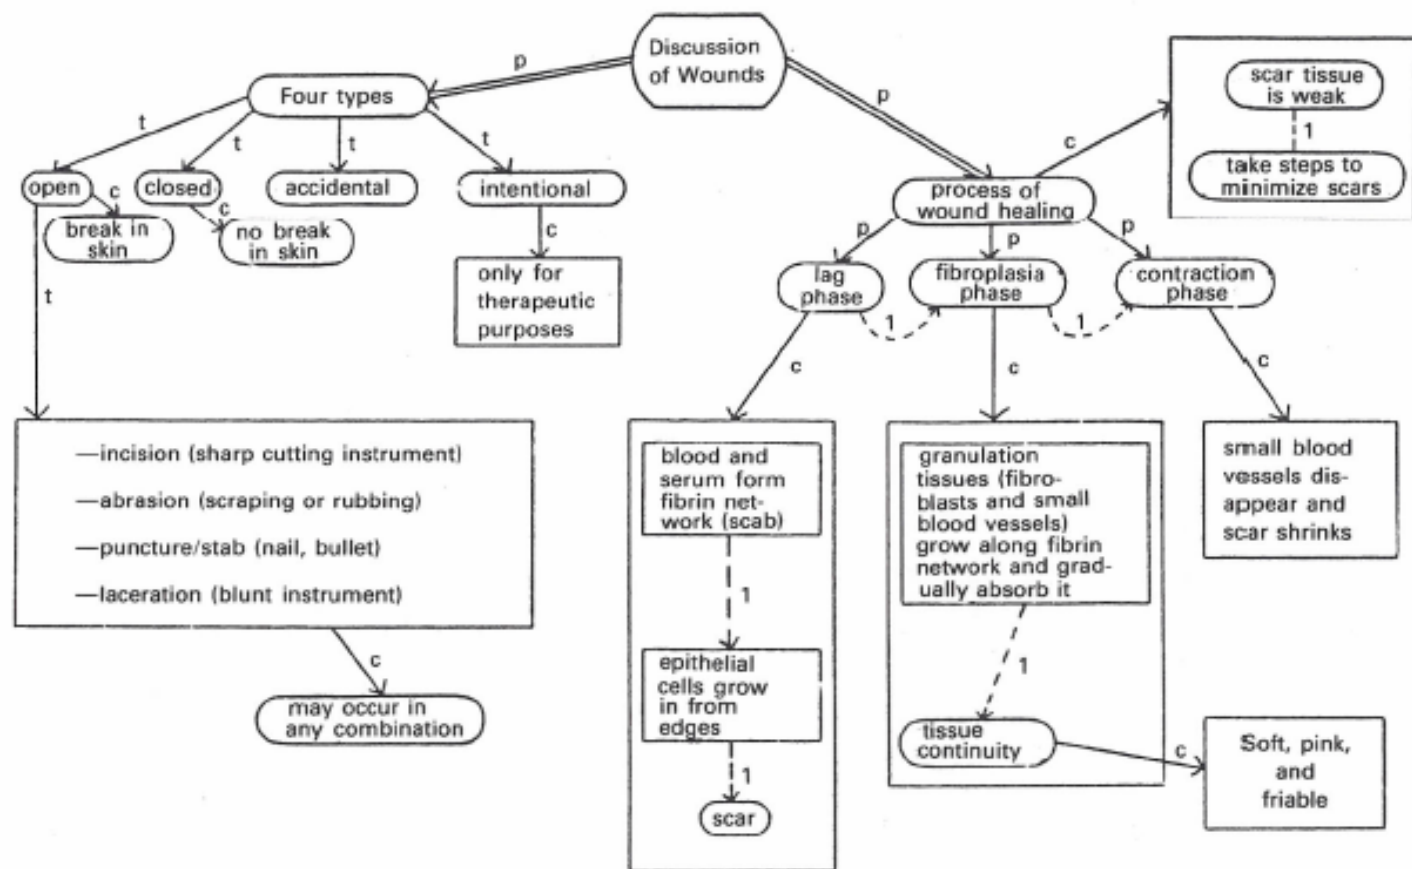 Discussion
of Wounds
p
p
Four types
t
t
t
t
open
closed
accidental
intentional
c
c
c
break in
skin
no break
in skin
only for
therapeutic
purposes
t
—incision (sharp cutting instrument)
—abrasion (scraping or rubbing)
—puncture/stab (nail, bullet)
—laceration (blunt instrument)
c
may occur in
any combination
process of
wound healing
c
scar tissue
is weak
1
take steps to
minimize scars
p
p
p
lag
phase
fibroplasia
phase
contraction
phase
1
1
c
c
c
blood and
serum form
fibrin net-
work (scab)
1
epithelial
cells grow
in from
edges
1
scar
granulation
tissues (fibro-
blasts and small
blood vessels)
grow along fibrin
network and grad-
ually absorb it
1
tissue
continuity
c
Soft, pink,
and
friable
small blood
vessels dis-
appear and
scar shrinks